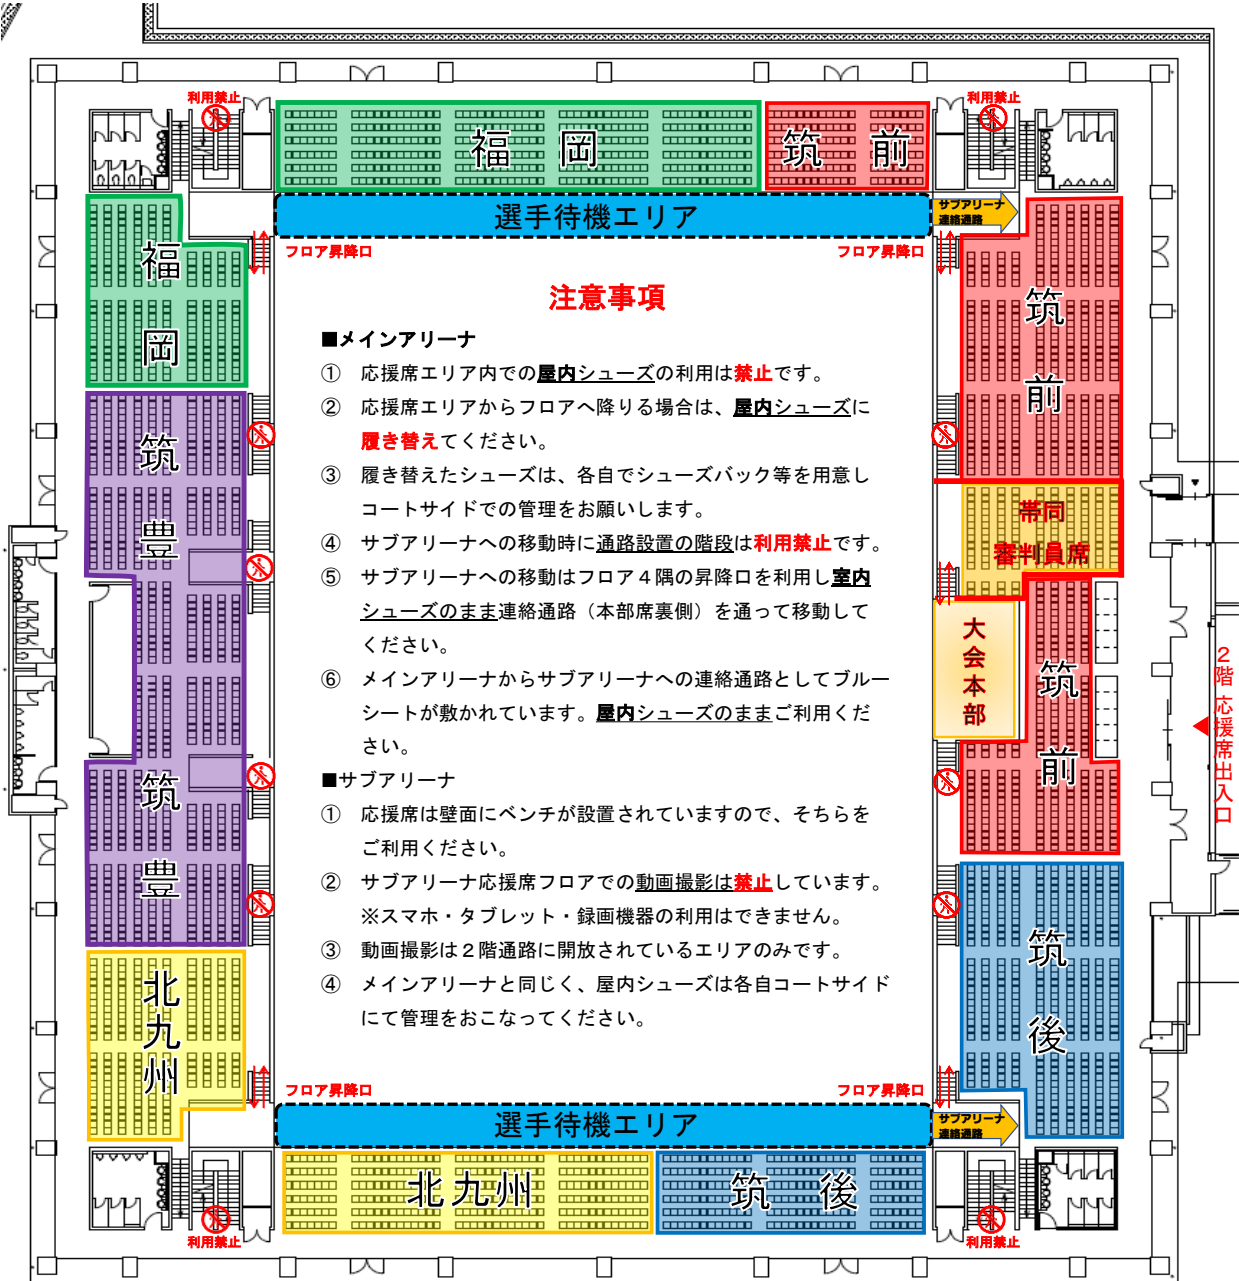 利用禁止
利用禁止
福 岡
筑 前
選手待機エリア
サブアリーナ
連絡通路
フロア昇降口
フロア昇降口
福
岡
筑
前
注意事項
■メインアリーナ
① 応援席エリア内での屋内シューズの利用は禁止です。
② 応援席エリアからフロアへ降りる場合は、屋内シューズに
履き替えてください。
③ 履き替えたシューズは、各自でシューズバック等を用意し
コートサイドでの管理をお願いします。
④ サブアリーナへの移動時に通路設置の階段は利用禁止です。
⑤ サブアリーナへの移動はフロア４隅の昇降口を利用し室内
シューズのまま連絡通路（本部席裏側）を通って移動して
ください。
⑥ メインアリーナからサブアリーナへの連絡通路としてブルー
シートが敷かれています。屋内シューズのままご利用くだ
さい。
■サブアリーナ
① 応援席は壁面にベンチが設置されていますので、そちらを
ご利用ください。
② サブアリーナ応援席フロアでの動画撮影は禁止しています。
※スマホ・タブレット・録画機器の利用はできません。
③ 動画撮影は２階通路に開放されているエリアのみです。
④ メインアリーナと同じく、屋内シューズは各自コートサイド
にて管理をおこなってください。
筑
豊
筑
豊
帯同
審判員席
大会本部
筑
前
２階 応援席出入口
北九州
筑
後
フロア昇降口
フロア昇降口
選手待機エリア
サブアリーナ
連絡通路
北九州
筑 後
利用禁止
利用禁止